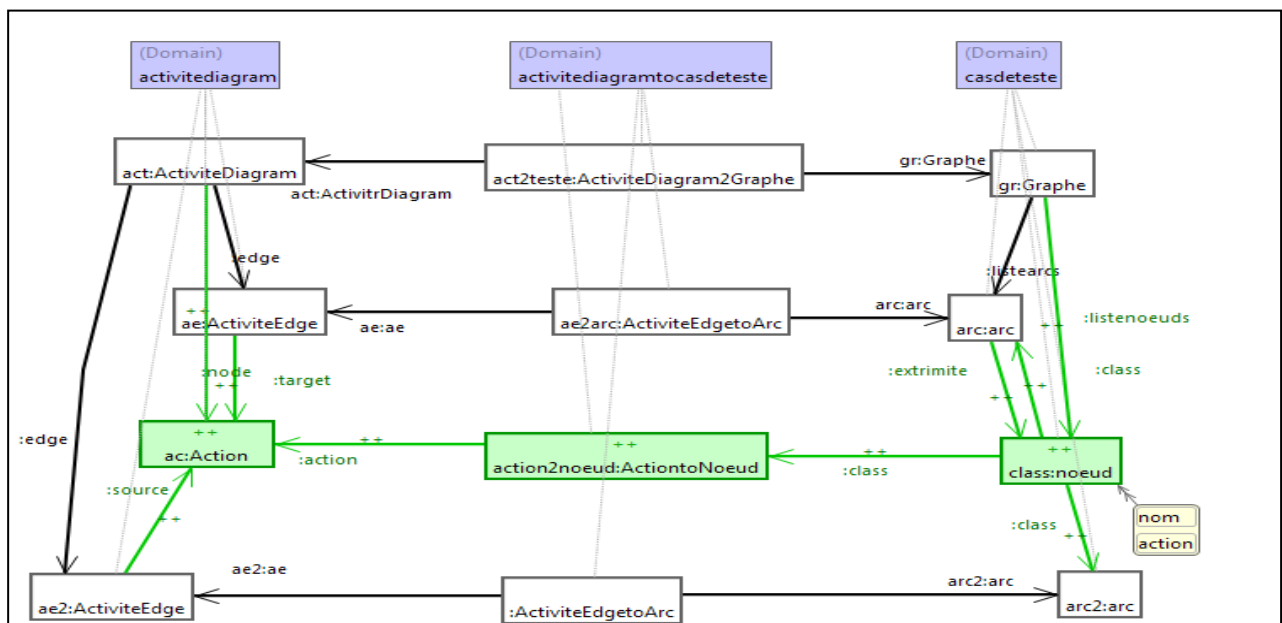 (Domain)
activitediagram
(Domain)
activitediagramtocasdeteste
(Domain)
casdeteste
act:ActiviteDiagram
act:ActivitrDiagram
act2teste:ActiviteDiagram2Graphe
gr:Graphe
gr:Graphe
:edge
:listearcs
++
ae:ActiviteEdge
ae:ae
ae2arc:ActiviteEdgetoArc
arc:arc
arc:arc
++
:listenoeuds
:node
++
:target
:extrimite
++
++
:class
:edge
++
ac:Action
:action
++
++
action2noeud:ActiontoNoeud
++
:class
++
class:noeud
:source
++
:class
++
nom
action
ae2:ActiviteEdge
ae2:ae
:ActiviteEdgetoArc
arc2:arc
arc2:arc